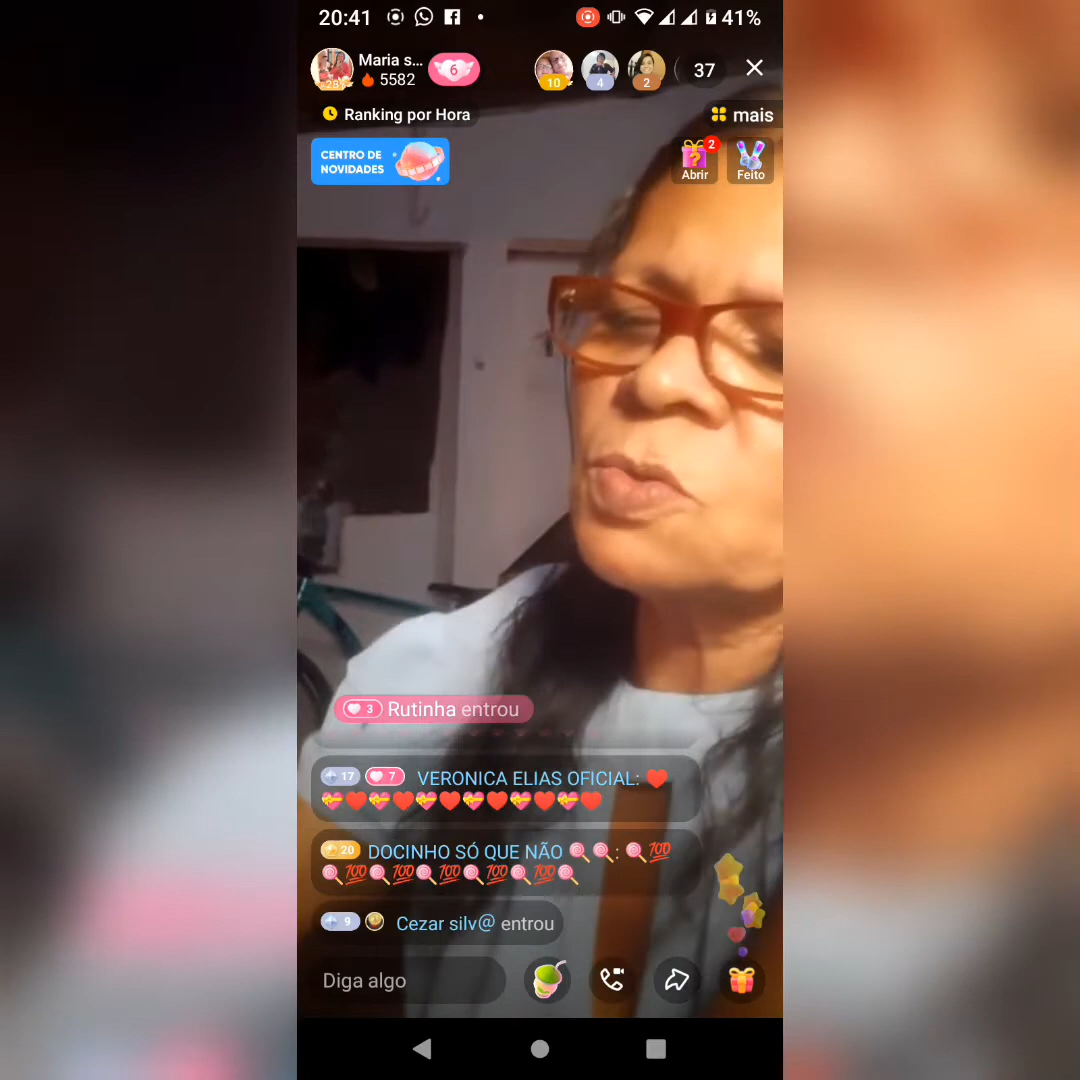 20:41
41%
Maria s...
6
5582
10
4
2
37
Ranking por Hora
mais
CENTRO DE
NOVIDADES
2
Abrir
Feito
3 Rutinha entrou
17 7 VERONICA ELIAS OFICIAL: ❤️
💝❤️💝❤️💝❤️💝❤️💝❤️💝❤️
20 DOCINHO SÓ QUE NÃO 🍭🍭: 🍭💯
🍭💯🍭💯🍭💯🍭💯🍭💯🍭
9 Cezar silv@ entrou
Diga algo